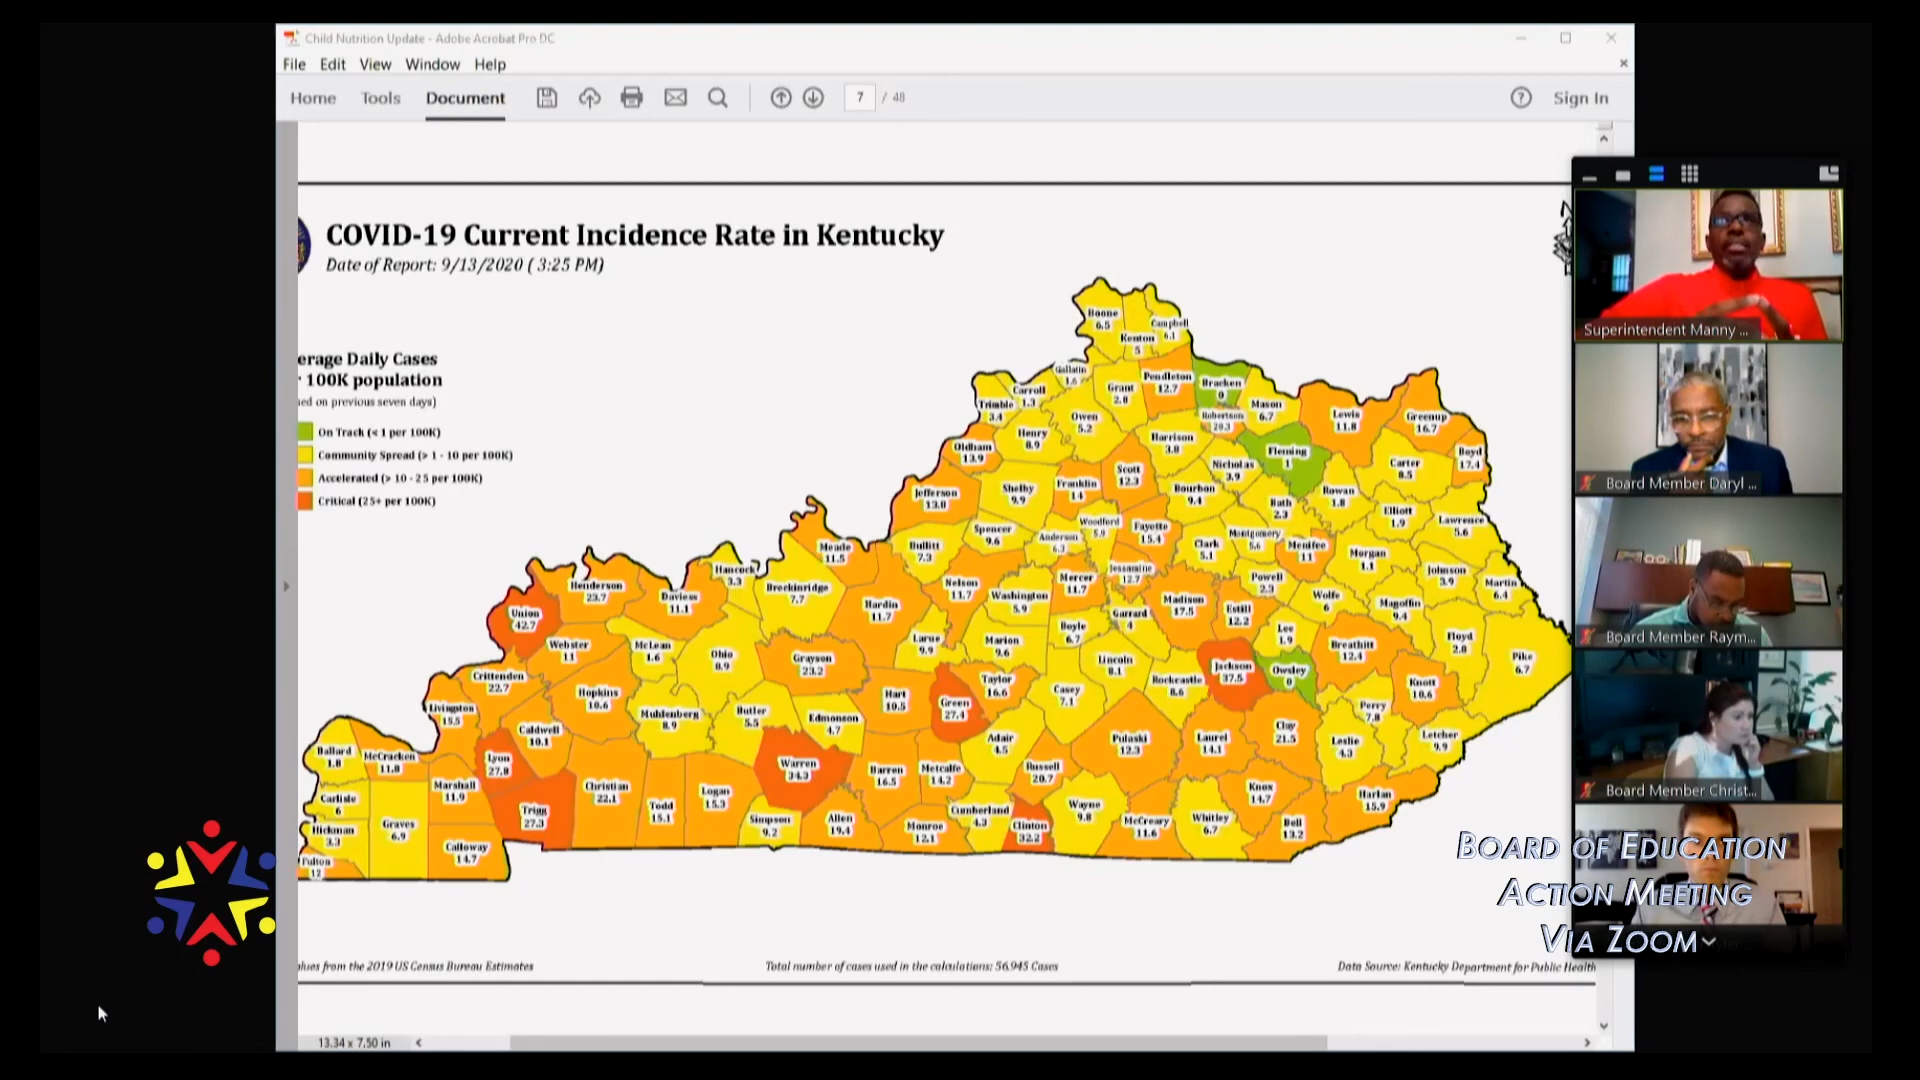 Child Nutrition Update - Adobe Acrobat Pro DC
File Edit View Window Help
Home Tools Document 7 / 48 Sign In
COVID-19 Current Incidence Rate in Kentucky
Date of Report: 9/13/2020 ( 3:25 PM)
erage Daily Cases
100K population
ed on previous seven days)
On Track (< 1 per 100K)
Community Spread (> 1 - 10 per 100K)
Accelerated (> 10 - 25 per 100K)
Critical (25+ per 100K)
Boone 6.5
Kenton 5
Campbell 6.1
Gallatin 1.6
Carroll 1.3
Trimble 3.4
Grant 2.8
Pendleton 12.7
Bracken 0
Robertson 20.3
Mason 6.7
Lewis 11.8
Greenup 16.7
Boyd 17.4
Carter 8.5
Owen 5.2
Henry 8.9
Oldham 13.9
Harrison 3.8
Nicholas 3.9
Fleming 1
Jefferson 13.8
Shelby 9.9
Franklin 14
Scott 12.3
Bourbon 9.4
Bath 2.3
Rowan 1.8
Elliott 1.9
Lawrence 5.6
Spencer 9.6
Bullitt 7.3
Anderson 6.3
Woodford 5.9
Fayette 15.4
Clark 5.1
Montgomery 5.6
Menifee 11
Morgan 1.1
Johnson 3.9
Martin 6.4
Meade 11.5
Hancock 3.3
Breckinridge 7.7
Hardin 11.7
Nelson 11.7
Washington 5.9
Mercer 11.7
Jessamine 12.7
Madison 17.5
Powell 2.3
Estill 12.2
Wolfe 6
Magoffin 9.4
Floyd 2.8
Pike 6.7
Henderson 23.7
Daviess 11.1
Union 42.7
Webster 11
McLean 1.6
Ohio 8.9
Grayson 23.2
Larue 9.9
Marion 9.6
Boyle 6.7
Garrard 4
Lincoln 8.1
Lee 1.9
Breathitt 12.4
Knott 10.6
Crittenden 22.7
Livingston 15.5
Hopkins 10.6
Muhlenberg 8.9
Butler 5.5
Edmonson 4.7
Hart 10.5
Green 27.4
Taylor 16.6
Casey 7.1
Rockcastle 8.6
Jackson 37.5
Owsley 0
Perry 7.8
Letcher 9.9
Caldwell 10.1
Lyon 27.8
Ballard 1.8
McCracken 11.8
Marshall 11.9
Carlisle 6
Hickman 3.3
Fulton 12
Graves 6.9
Calloway 14.7
Trigg 27.3
Christian 22.1
Todd 15.1
Logan 15.3
Warren 34.3
Simpson 9.2
Allen 19.4
Barren 16.5
Metcalfe 14.2
Adair 4.5
Russell 20.7
Pulaski 12.3
Laurel 14.1
Clay 21.5
Leslie 4.3
Harlan 15.9
Knox 14.7
Bell 13.2
Whitley 6.7
McCreary 11.6
Wayne 9.8
Clinton 32.2
Cumberland 4.3
Monroe 12.1
alues from the 2019 US Census Bureau Estimates
Total number of cases used in the calculations: 56,945 Cases
Data Source: Kentucky Department for Public Health
13.34 x 7.50 in
Superintendent Manny ...
Board Member Daryl ...
Board Member Raym...
Board Member Christ...
Board of Education
Action Meeting
Via Zoom